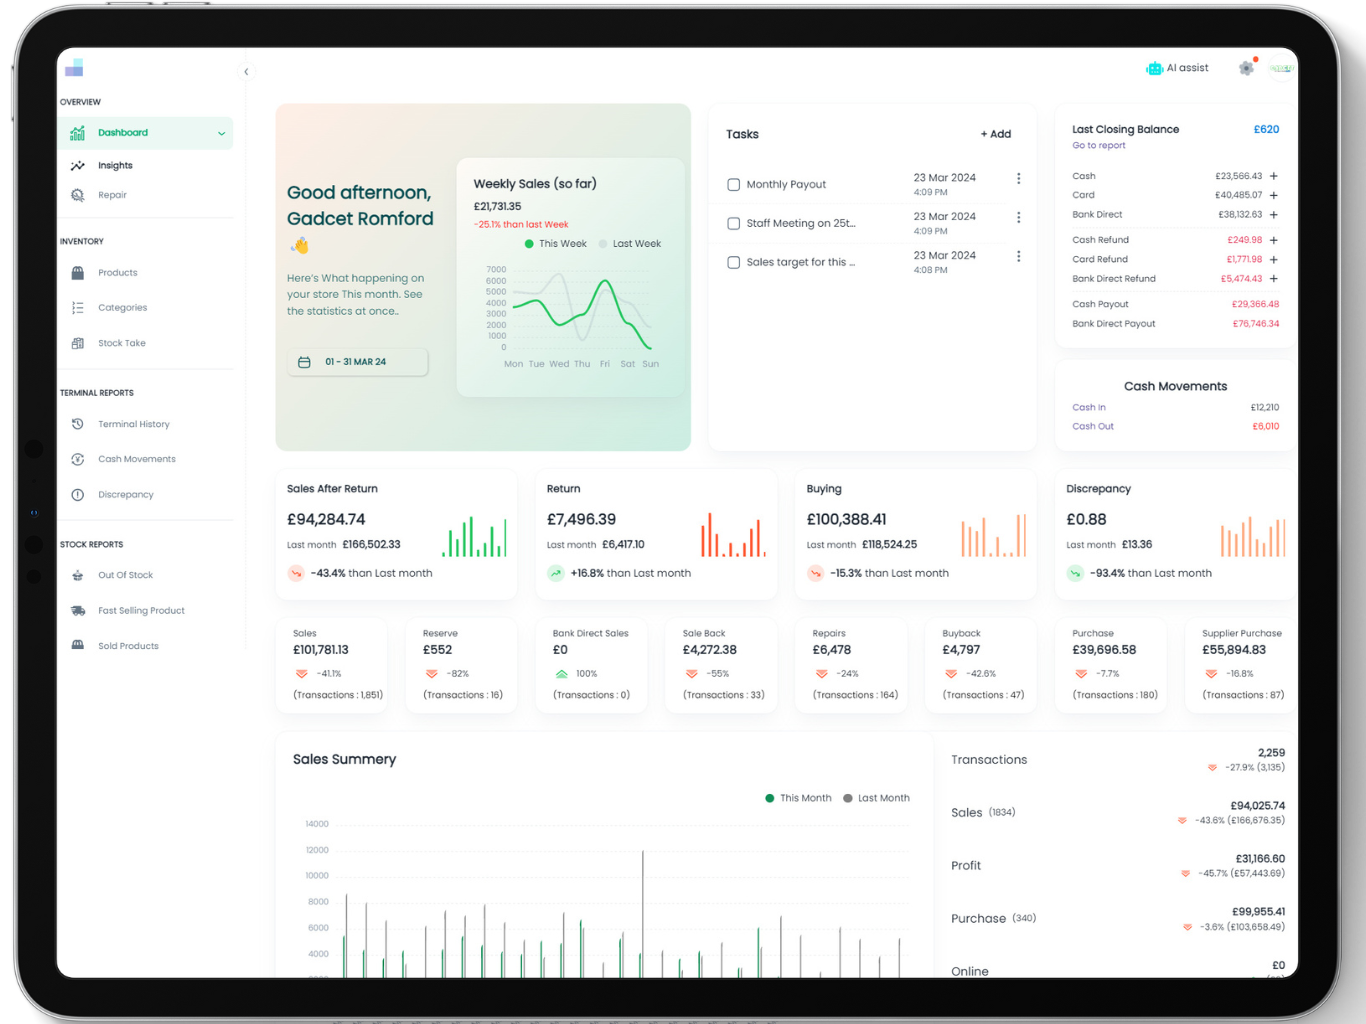 AI assist
OVERVIEW
Dashboard
Insights
Repair
INVENTORY
Products
Categories
Stock Take
TERMINAL REPORTS
Terminal History
Cash Movements
Discrepancy
STOCK REPORTS
Out Of Stock
Fast Selling Product
Sold Products
Good afternoon,
Gadcet Romford
Here's What happening on
your store This month. See
the statistics at once..
01 - 31 MAR 24
Weekly Sales (so far)
£21,731.35
-25.1% than last Week
This Week Last Week
7000
6000
5000
4000
3000
2000
1000
0
Mon Tue Wed Thu Fri Sat Sun
Tasks + Add
Monthly Payout 23 Mar 2024
4:09 PM
Staff Meeting on 25t... 23 Mar 2024
4:09 PM
Sales target for this ... 23 Mar 2024
4:08 PM
Last Closing Balance £620
Go to report
Cash £23,566.43 +
Card £40,485.07 +
Bank Direct £38,132.63 +
Cash Refund £249.98 +
Card Refund £1,771.98 +
Bank Direct Refund £5,474.43 +
Cash Payout £29,366.48
Bank Direct Payout £76,746.34
Cash Movements
Cash In £12,210
Cash Out £6,010
Sales After Return
£94,284.74
Last month £166,502.33
-43.4% than Last month
Return
£7,496.39
Last month £6,417.10
+16.8% than Last month
Buying
£100,388.41
Last month £118,524.25
-15.3% than Last month
Discrepancy
£0.88
Last month £13.36
-93.4% than Last month
Sales
£101,781.13
-41.1%
(Transactions : 1,851)
Reserve
£552
-82%
(Transactions : 16)
Bank Direct Sales
£0
100%
(Transactions : 0)
Sale Back
£4,272.38
-55%
(Transactions : 33)
Repairs
£6,478
-24%
(Transactions : 164)
Buyback
£4,797
-42.6%
(Transactions : 47)
Purchase
£39,696.58
-7.7%
(Transactions : 180)
Supplier Purchase
£55,894.83
-16.8%
(Transactions : 87)
Sales Summery
This Month Last Month
14000
12000
10000
8000
6000
4000
Transactions 2,259
-27.9% (3,135)
Sales (1834) £94,025.74
-43.6% (£166,676.35)
Profit £31,166.60
-45.7% (£57,443.69)
Purchase (340) £99,955.41
-3.6% (£103,658.49)
Online £0